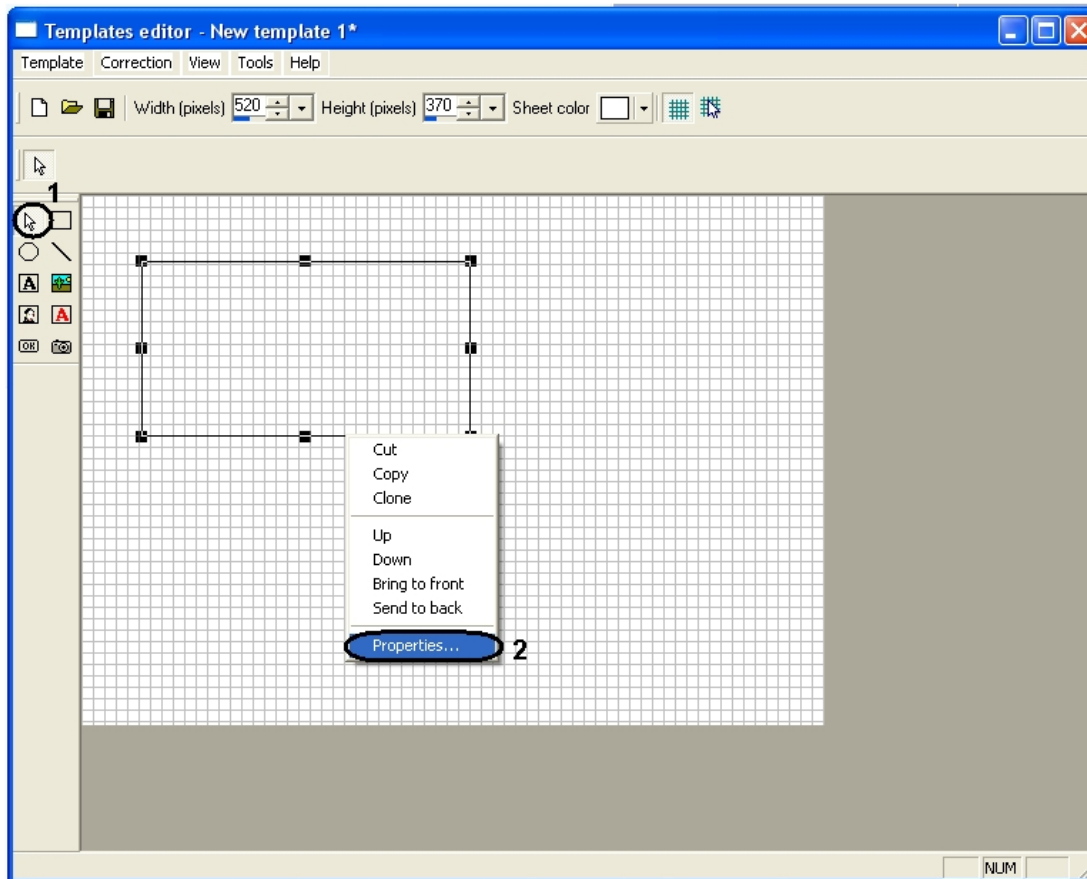 Templates editor - New template 1*
Template Correction View Tools Help
Width (pixels) 520 Height (pixels) 370 Sheet color
1
A
A
OK
Cut
Copy
Clone
Up
Down
Bring to front
Send to back
Properties... 2
NUM